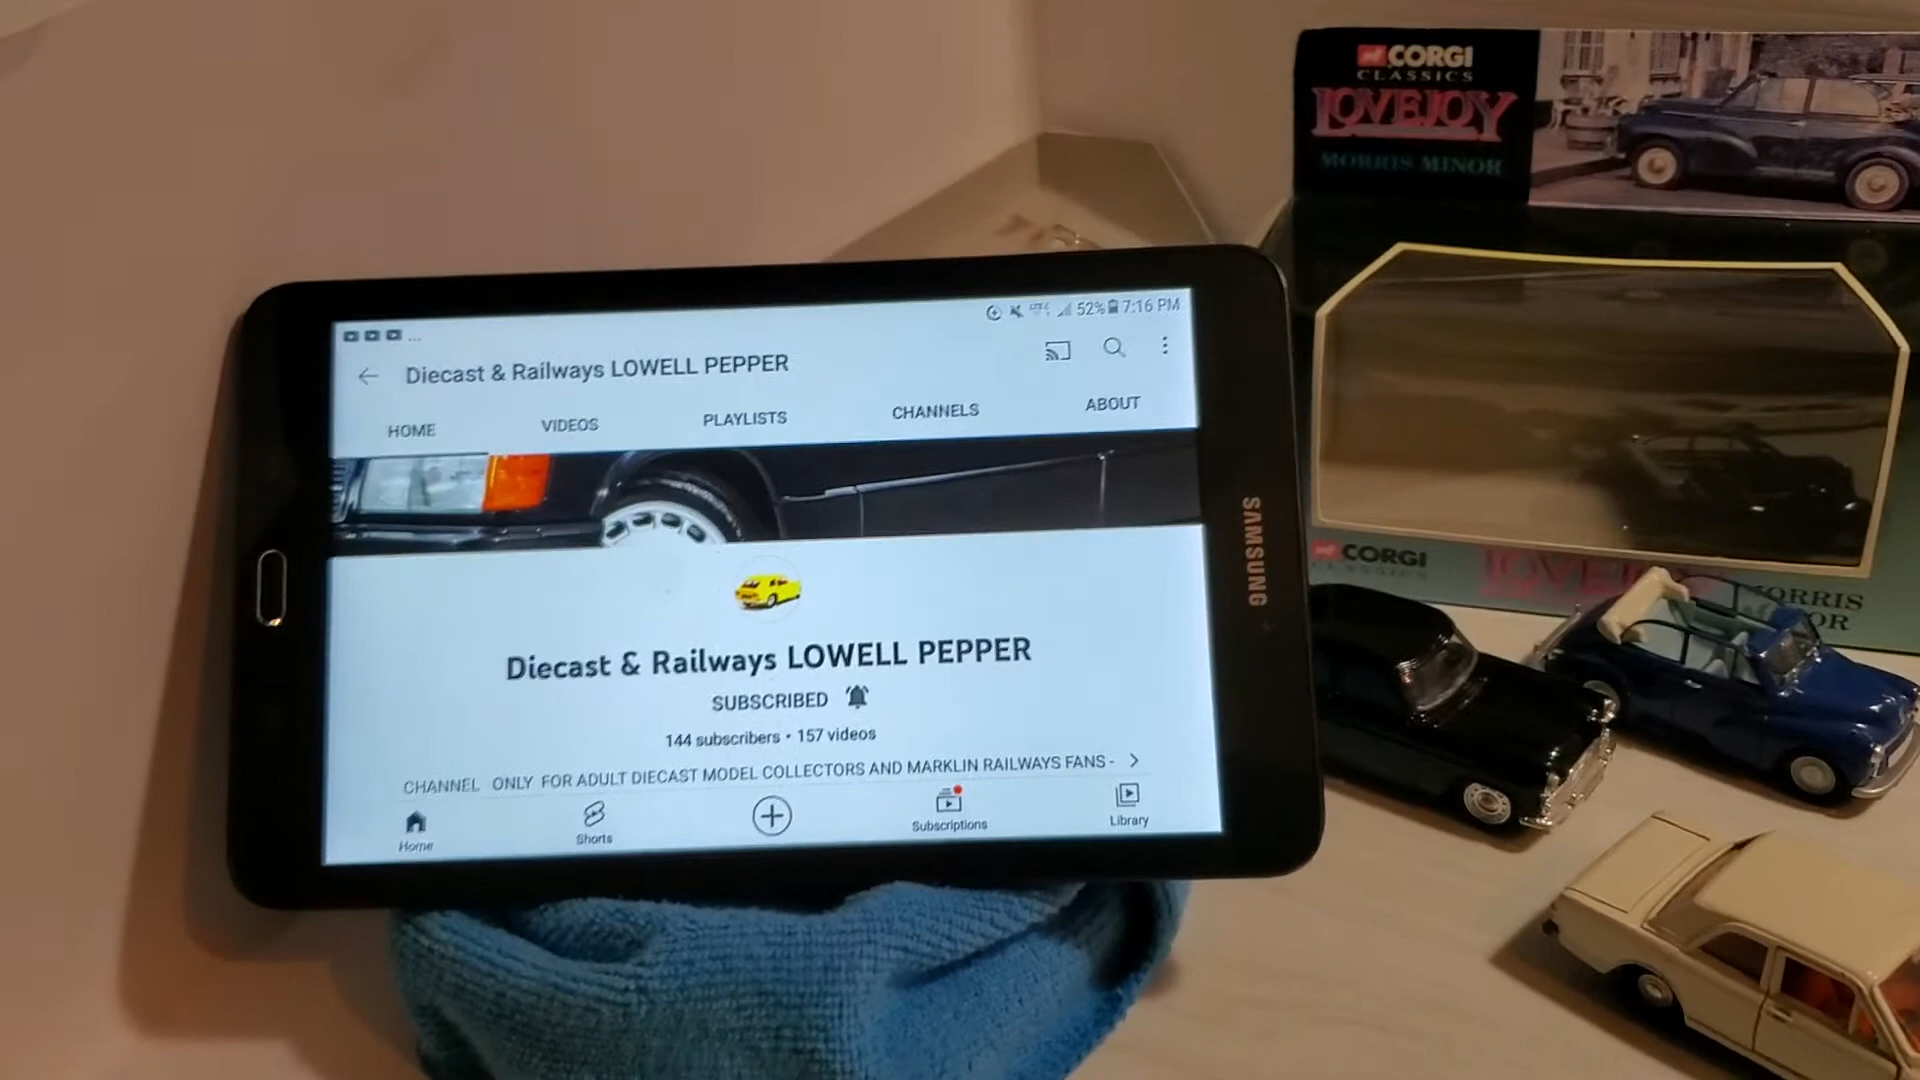 52% 7:16 PM
Diecast & Railways LOWELL PEPPER
HOME VIDEOS PLAYLISTS CHANNELS ABOUT
Diecast & Railways LOWELL PEPPER
SUBSCRIBED
144 subscribers • 157 videos
CHANNEL ONLY FOR ADULT DIECAST MODEL COLLECTORS AND MARKLIN RAILWAYS FANS -
Home Shorts Subscriptions Library
SAMSUNG
CORGI
CLASSICS
LOVEJOY
MORRIS MINOR
CORGI
CLASSICS